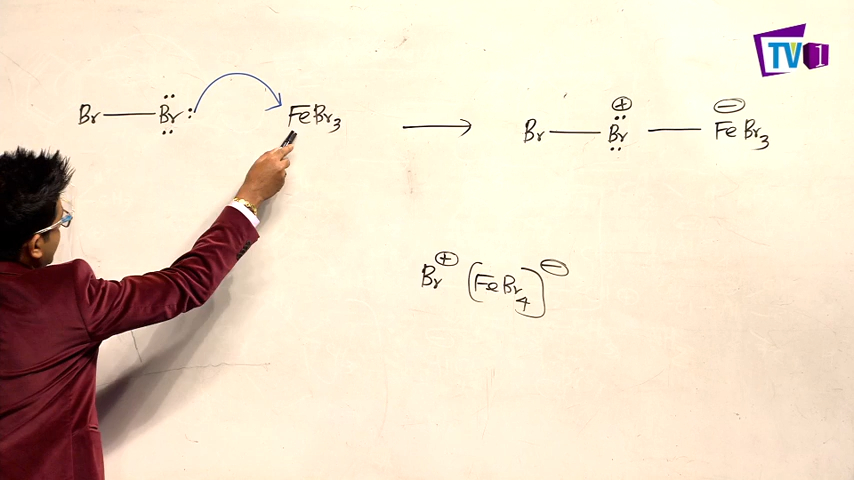 TV1
Br — Br : FeBr3 → Br — Br⊕ — FeBr3⊖
Br⊕ (FeBr4)⊖